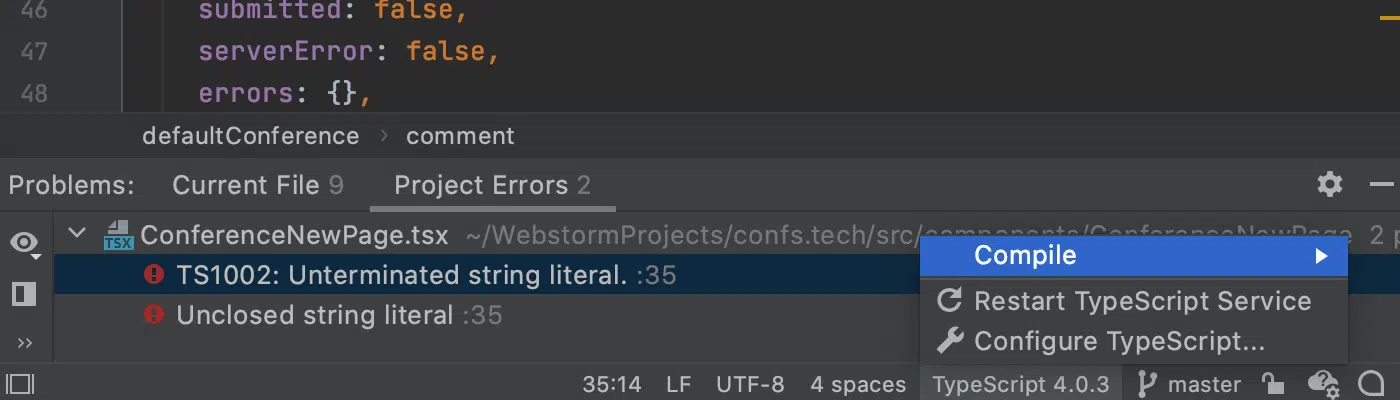 46 submitted: false,
47 serverError: false,
48 errors: {},
defaultConference › comment
Problems: Current File 9 Project Errors 2
TSX ConferenceNewPage.tsx ~/WebstormProjects/confs.tech/src/components/ConferenceNewPage 2 p
TS1002: Unterminated string literal. :35
Unclosed string literal :35
Compile
Restart TypeScript Service
Configure TypeScript...
35:14 LF UTF-8 4 spaces TypeScript 4.0.3 master